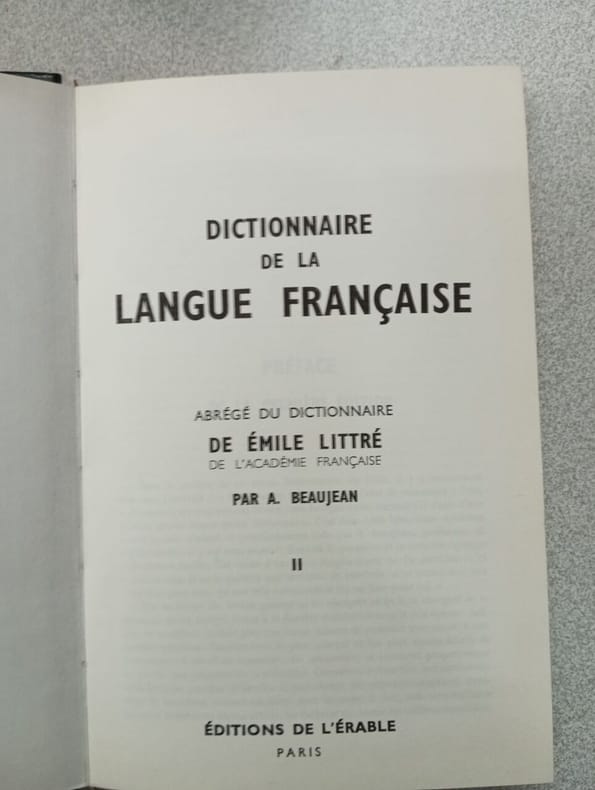 DICTIONNAIRE
DE LA
LANGUE FRANÇAISE
PRÉFACE
ABRÉGÉ DU DICTIONNAIRE
DE ÉMILE LITTRÉ
DE L'ACADÉMIE FRANÇAISE
PAR A. BEAUJEAN
II
ÉDITIONS DE L'ÉRABLE
PARIS